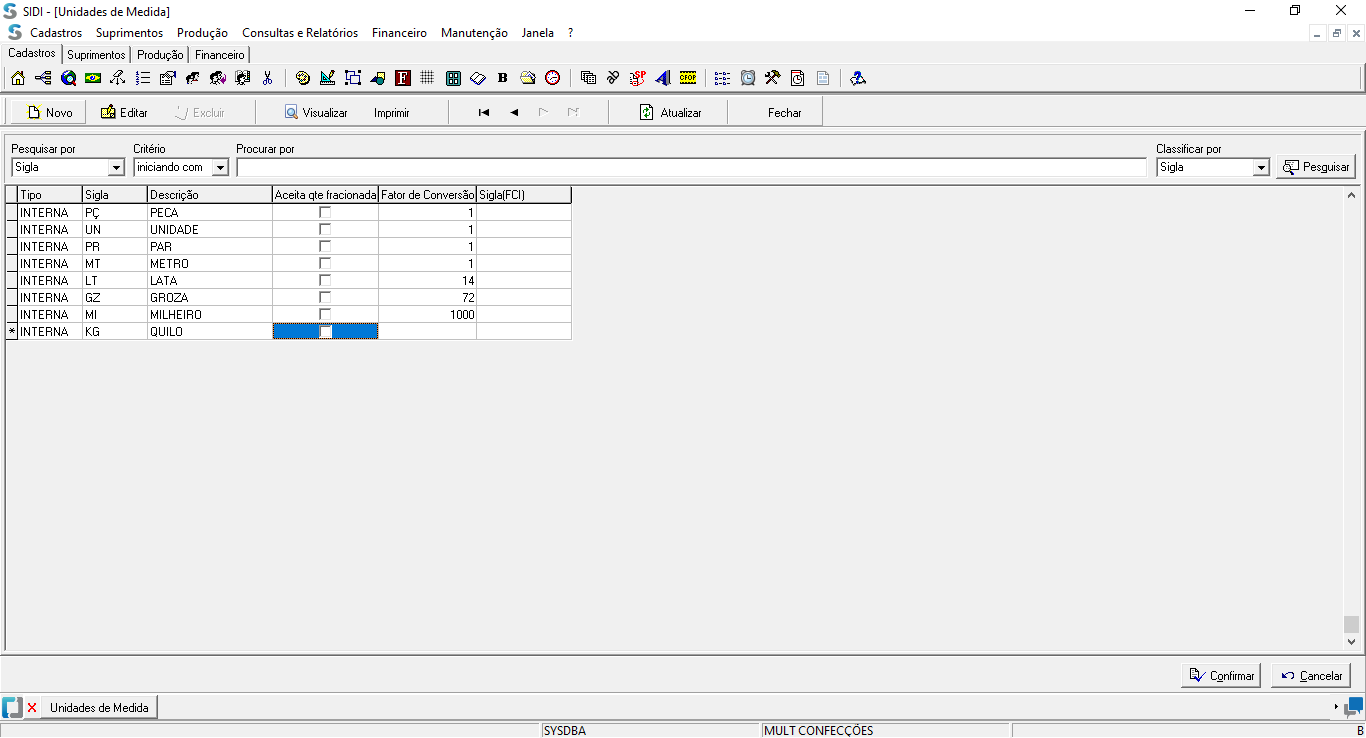 SIDI - [Unidades de Medida]
Cadastros Suprimentos Produção Consultas e Relatórios Financeiro Manutenção Janela ?
Cadastros Suprimentos Produção Financeiro
F B SP CFOP
Novo Editar Excluir Visualizar Imprimir Atualizar Fechar
Pesquisar por Critério Procurar por Classificar por
Sigla iniciando com Sigla Pesquisar
Tipo Sigla Descrição Aceita qte fracionada Fator de Conversão Sigla(FCI)
INTERNA PÇ PECA 1
INTERNA UN UNIDADE 1
INTERNA PR PAR 1
INTERNA MT METRO 1
INTERNA LT LATA 14
INTERNA GZ GROZA 72
INTERNA MI MILHEIRO 1000
* INTERNA KG QUILO
Confirmar Cancelar
Unidades de Medida
SYSDBA MULT CONFECÇÕES B